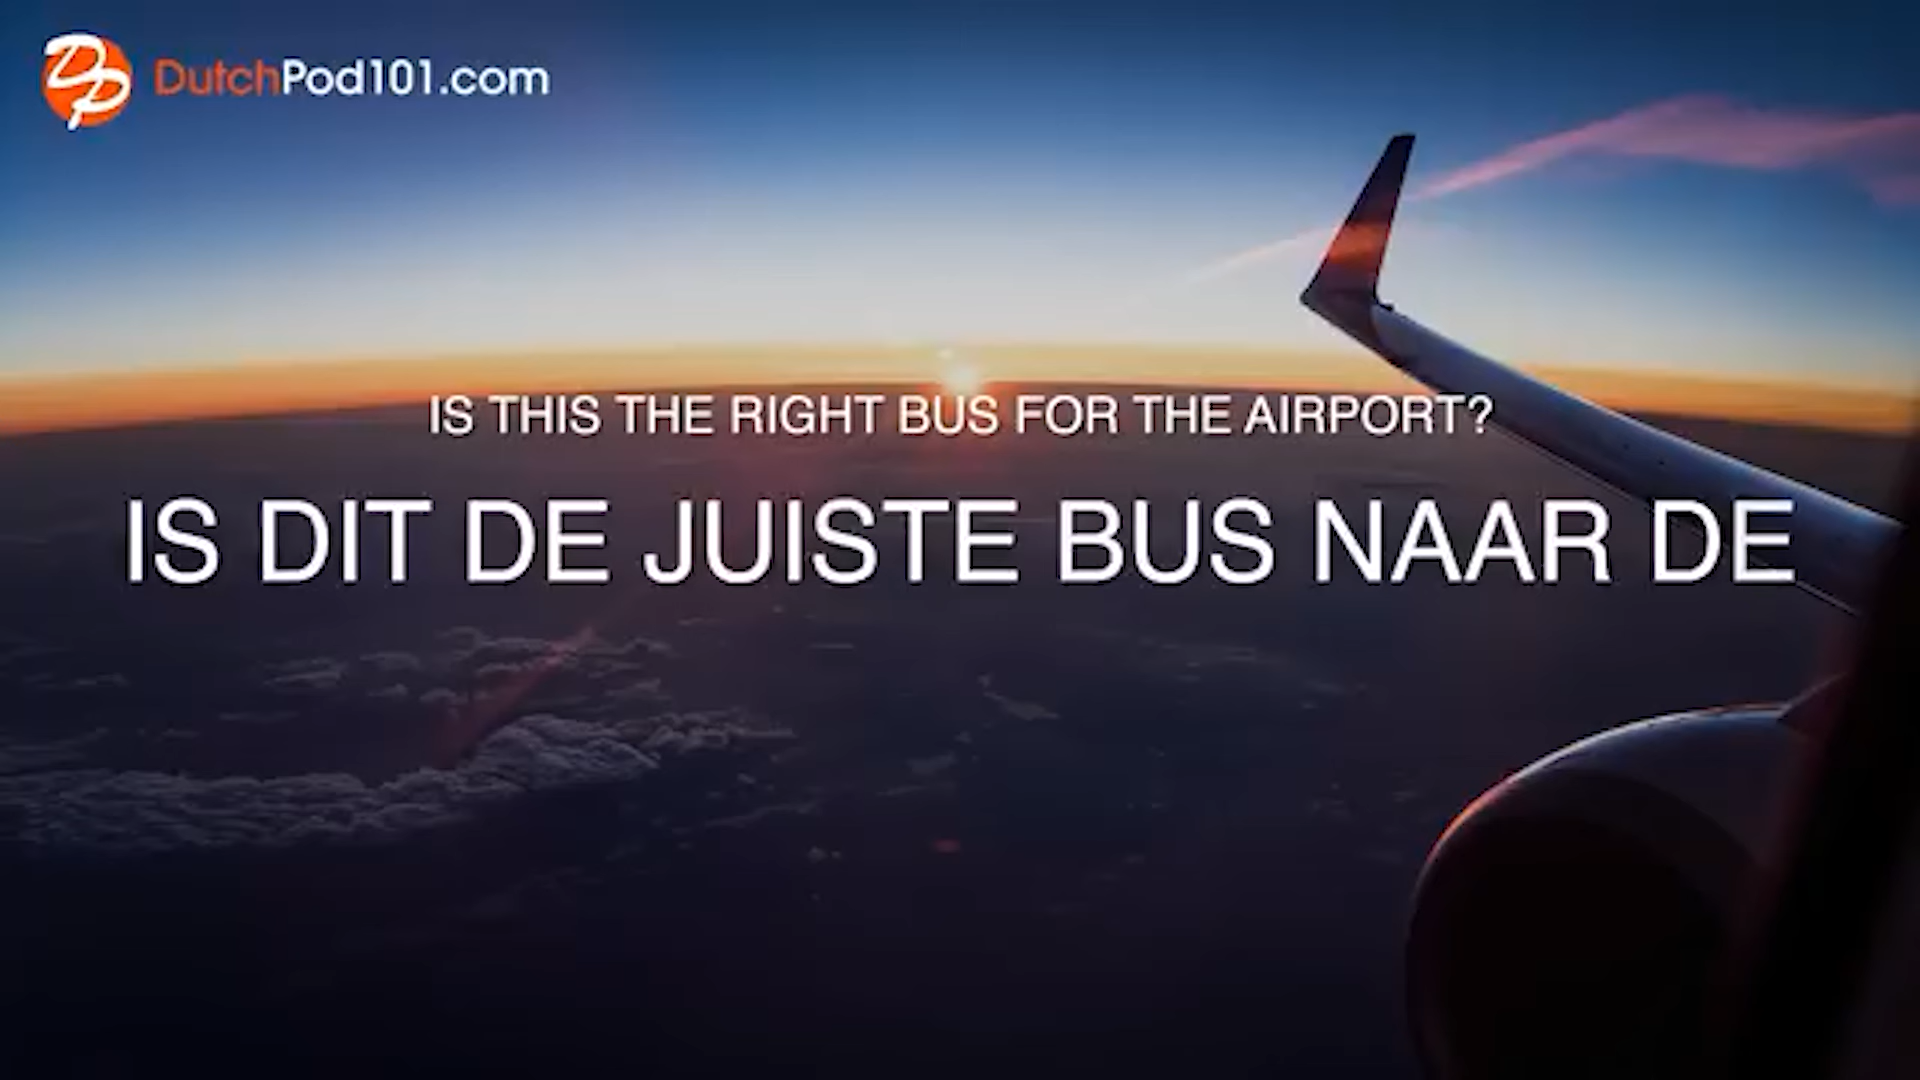 DutchPod101.com
IS THIS THE RIGHT BUS FOR THE AIRPORT?
IS DIT DE JUISTE BUS NAAR DE